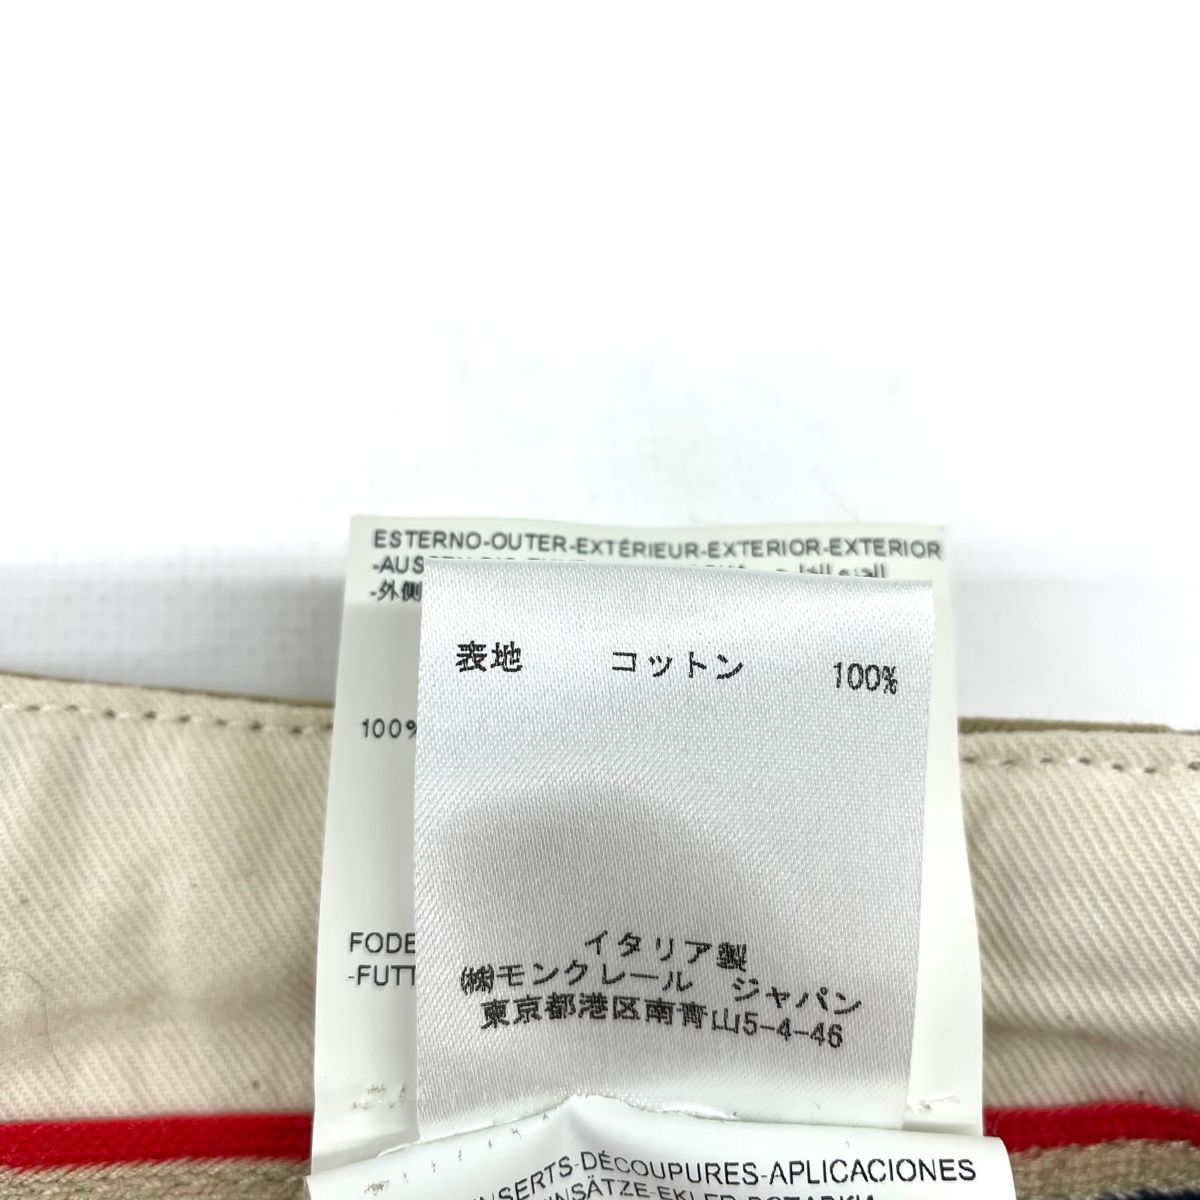 ESTERNO-OUTER-EXTÉRIEUR-EXTERIOR-EXTERIOR
-外側
表地 コットン 100%
100%
FODE
-FUTT
イタリア製
㈱モンクレール ジャパン
東京都港区南青山5-4-46
INSERTS-DÉCOUPURES-APLICACIONES